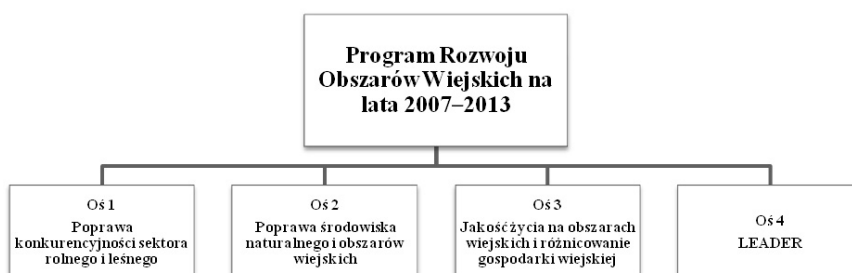 Program Rozwoju
Obszarów Wiejskich na
lata 2007–2013
Oś 1
Poprawa
konkurencyjności sektora
rolnego i leśnego
Oś 2
Poprawa środowiska
naturalnego i obszarów
wiejskich
Oś 3
Jakość życia na obszarach
wiejskich i różnicowanie
gospodarki wiejskiej
Oś 4
LEADER